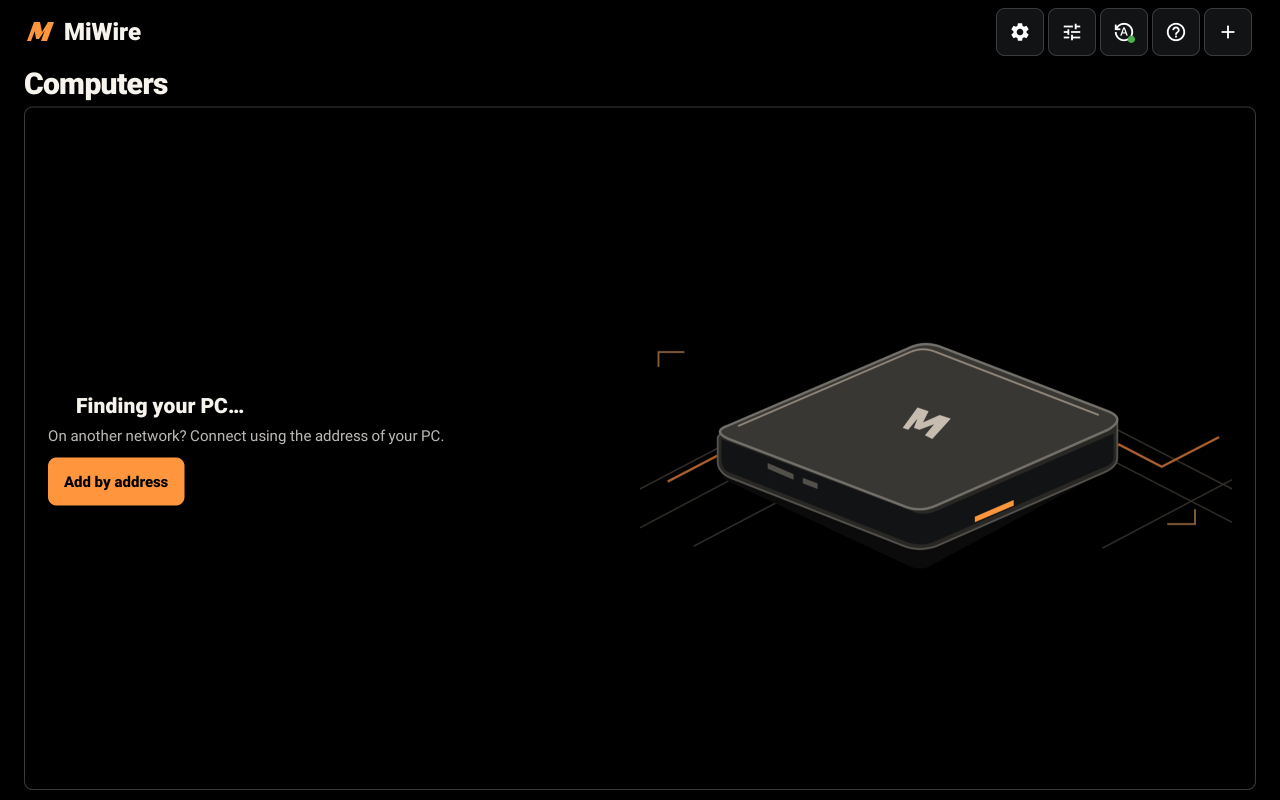 MiWire
Computers
Finding your PC…
On another network? Connect using the address of your PC.
Add by address